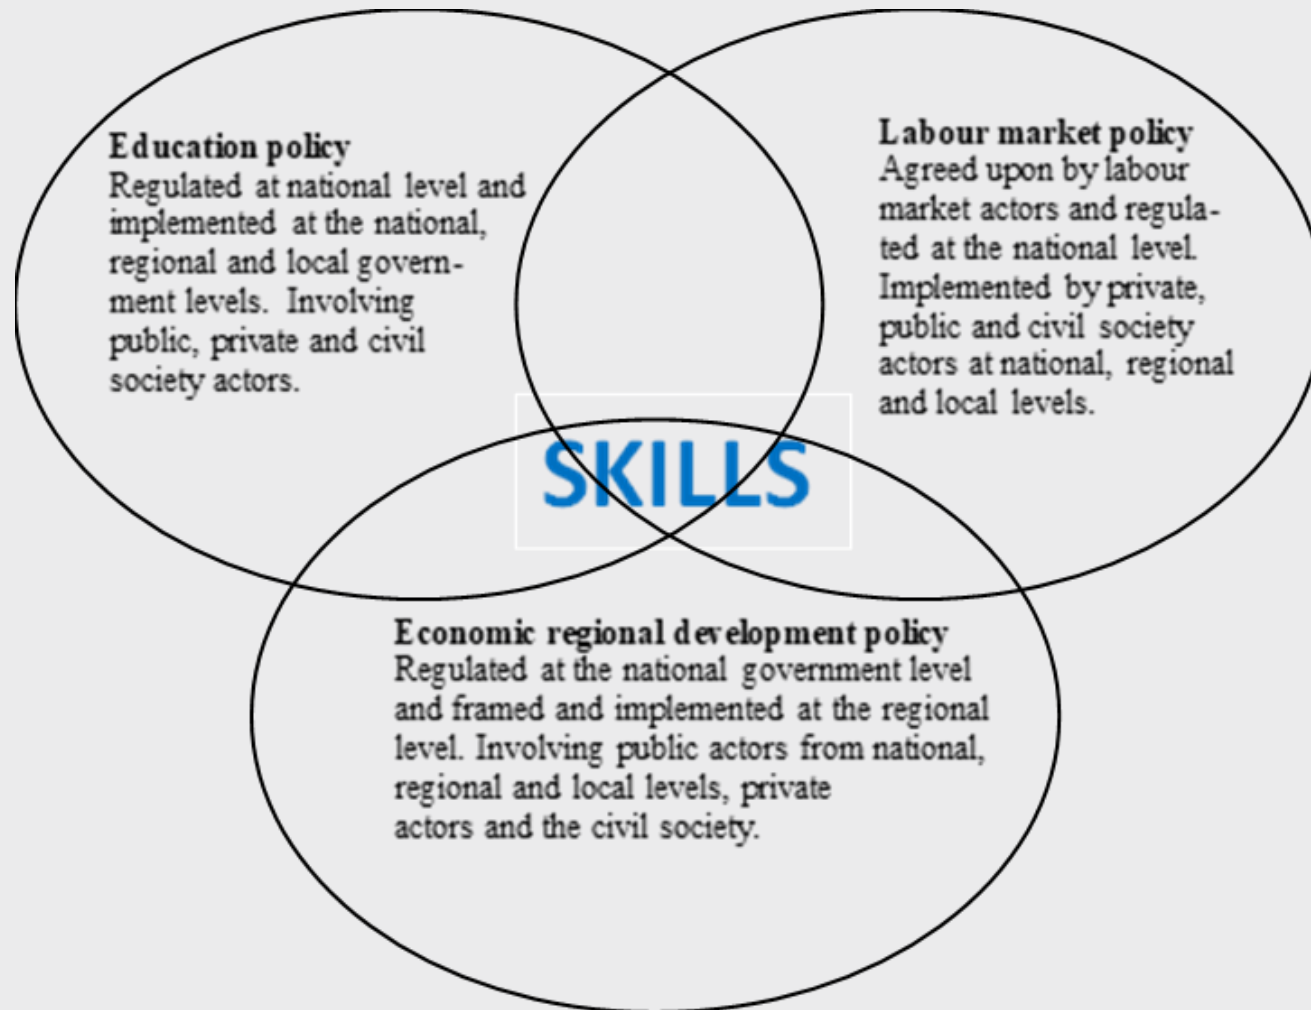 Education policy
Regulated at national level and
implemented at the national,
regional and local govern-
ment levels. Involving
public, private and civil
society actors.
Labour market policy
Agreed upon by labour
market actors and regula-
ted at the national level.
Implemented by private,
public and civil society
actors at national, regional
and local levels.
SKILLS
Economic regional development policy
Regulated at the national government level
and framed and implemented at the regional
level. Involving public actors from national,
regional and local levels, private
actors and the civil society.